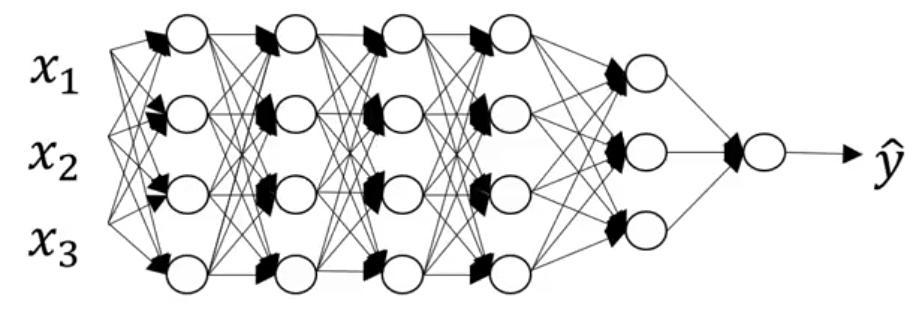 x₁
x₂
x₃
ŷ